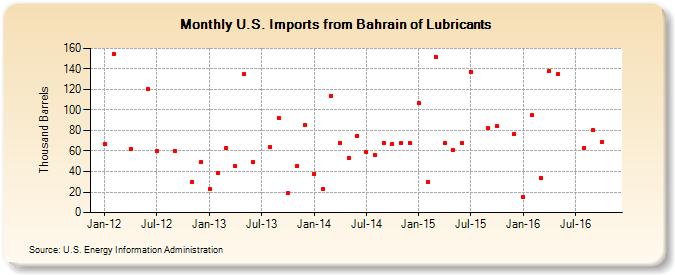 Monthly U.S. Imports from Bahrain of Lubricants
Thousand Barrels
160
140
120
100
80
60
40
20
0
Jan-12 Jul-12 Jan-13 Jul-13 Jan-14 Jul-14 Jan-15 Jul-15 Jan-16 Jul-16
Source: U.S. Energy Information Administration